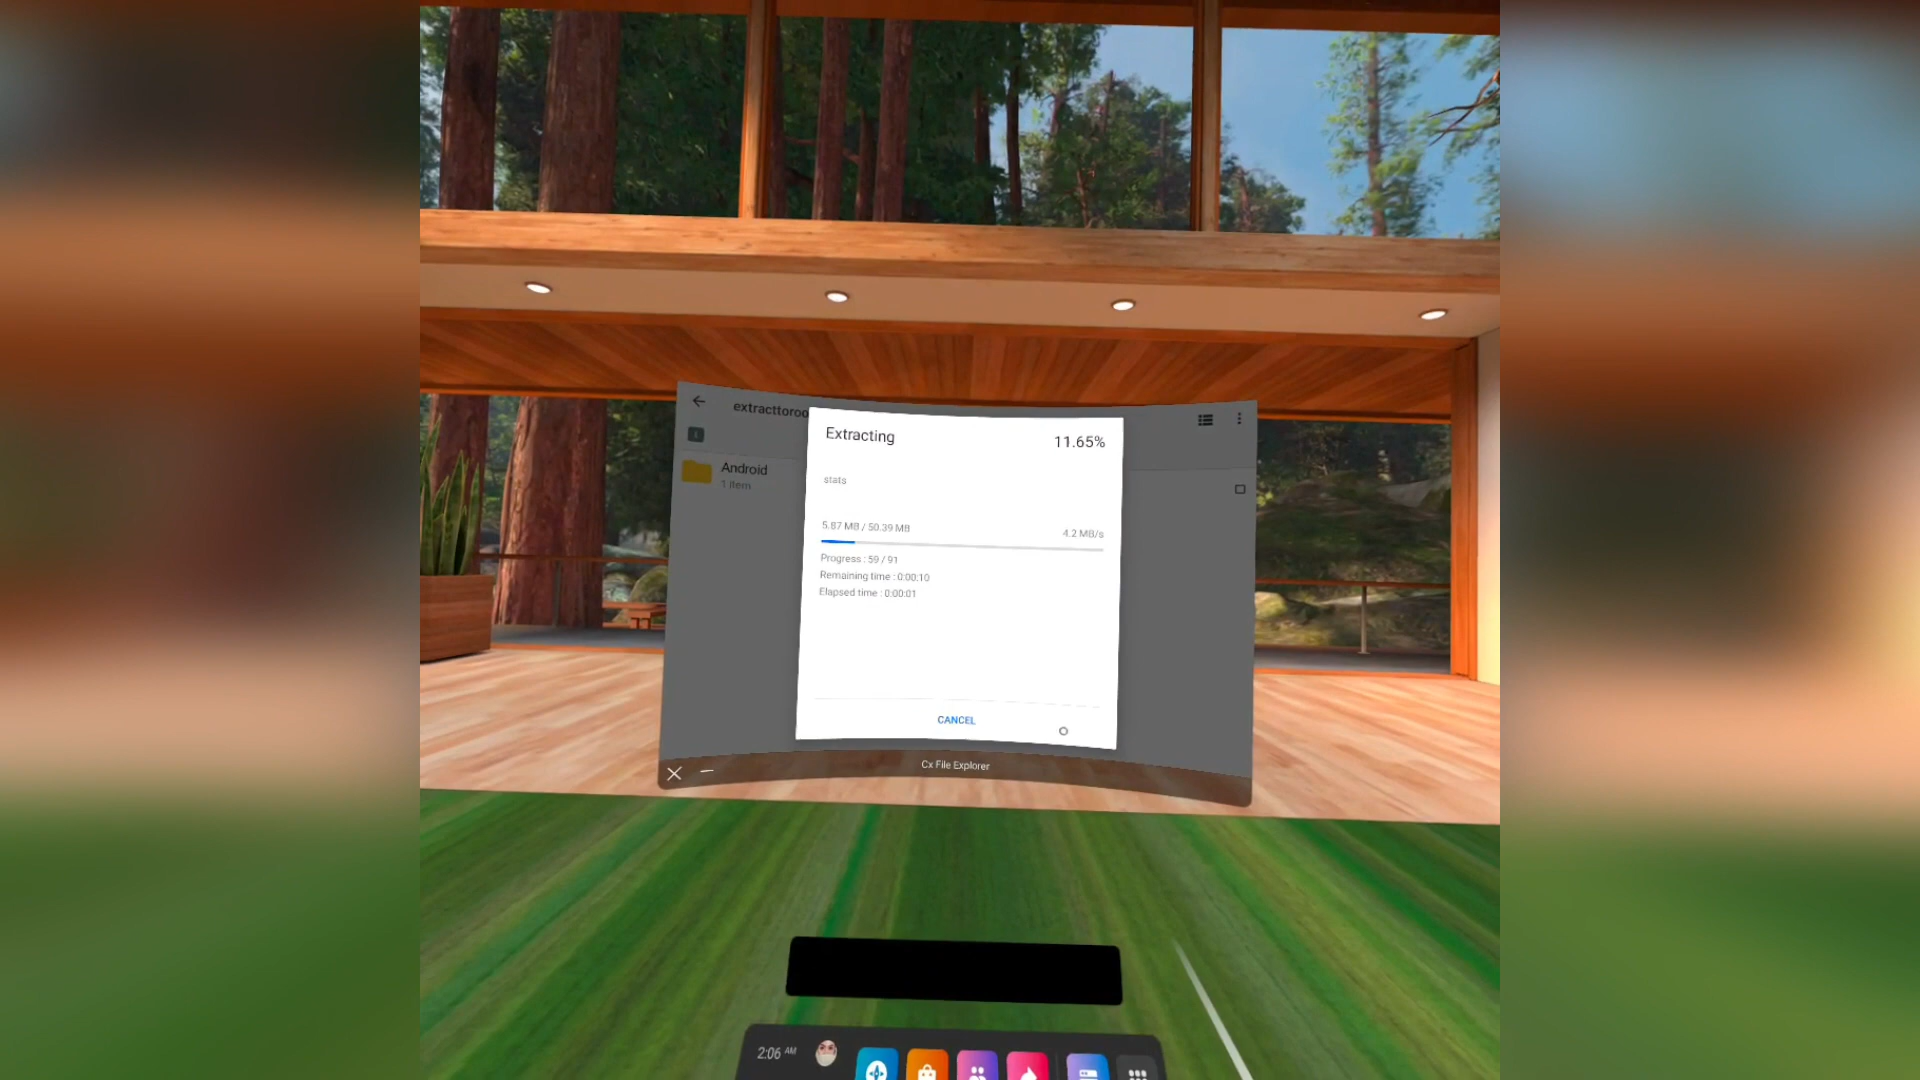 extracttoroo
Android
1 item
Extracting
11.65%
stats
5.87 MB / 50.39 MB
4.2 MB/s
Progress : 59 / 91
Remaining time : 0:00:10
Elapsed time : 0:00:01
CANCEL
Cx File Explorer
2:06 AM